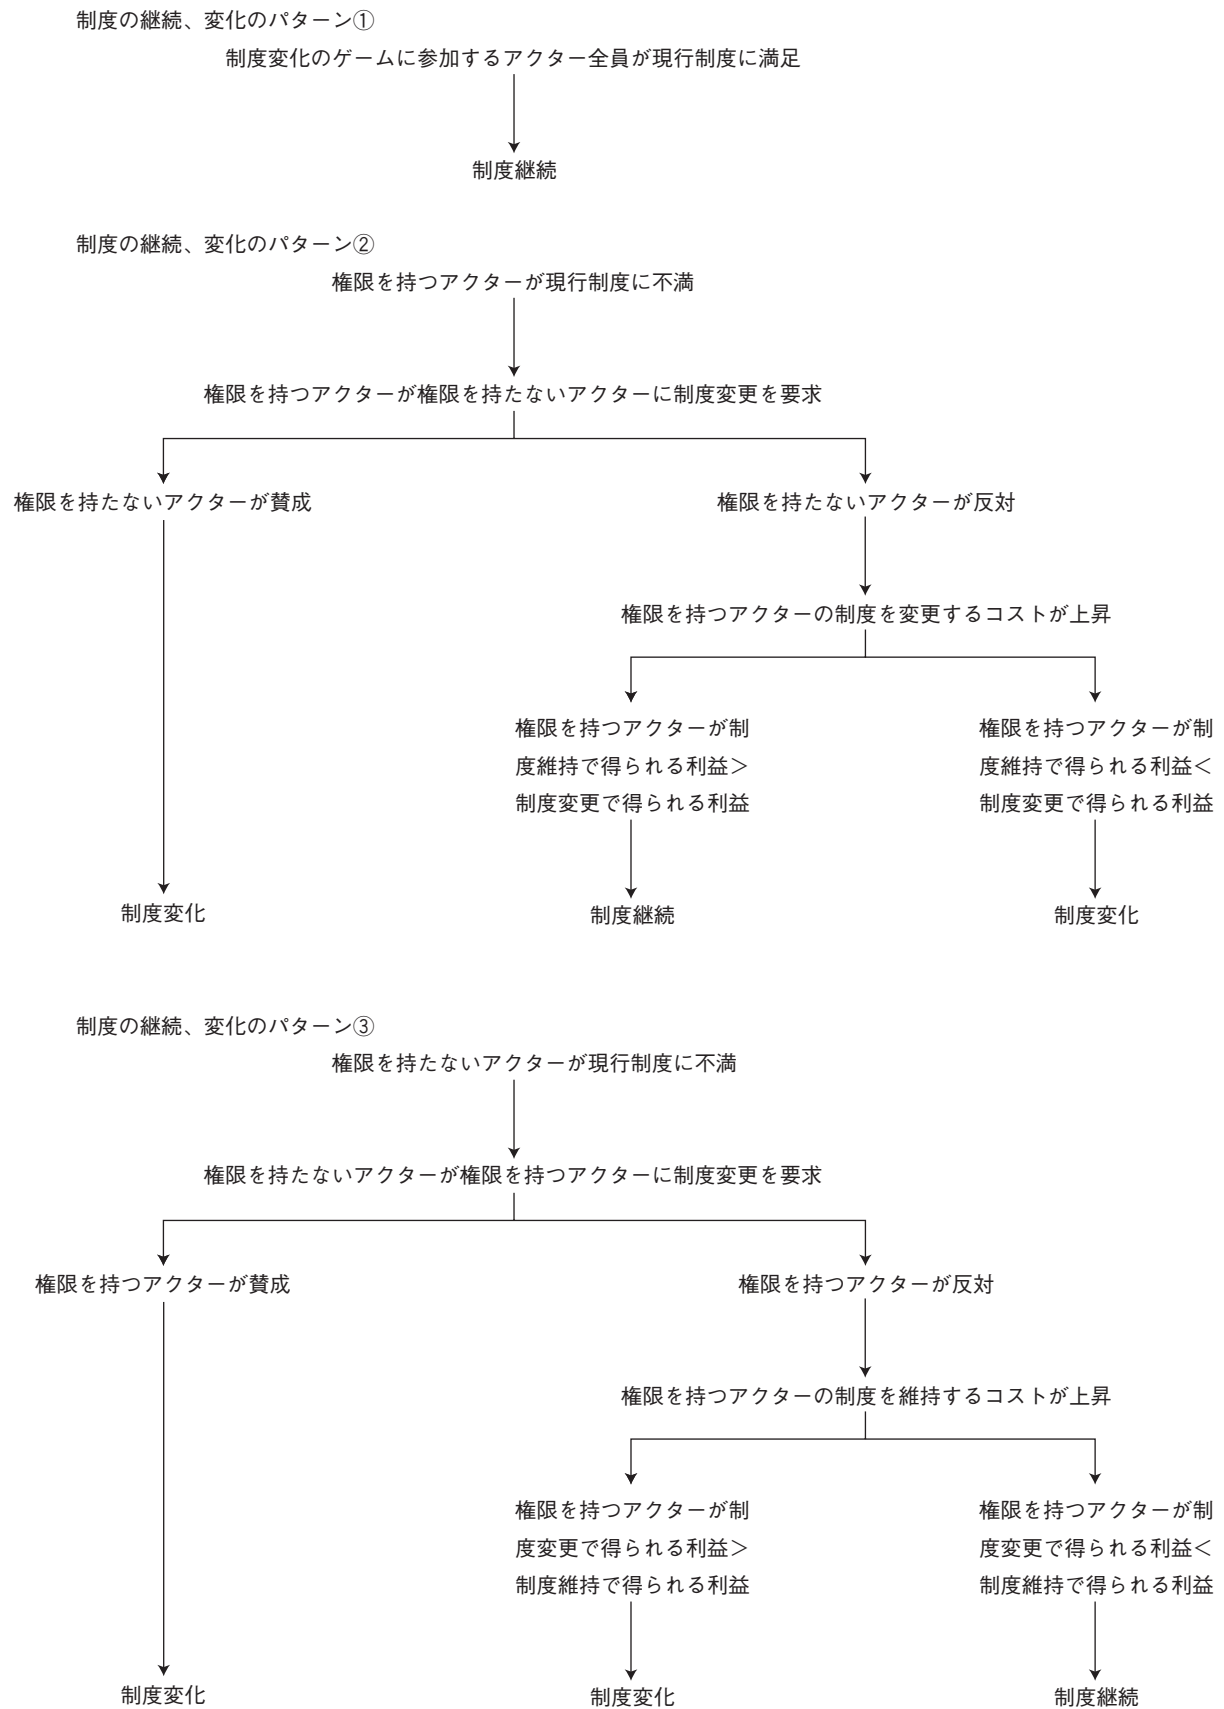 制度の継続、変化のパターン①
制度変化のゲームに参加するアクター全員が現行制度に満足
制度継続
制度の継続、変化のパターン②
権限を持つアクターが現行制度に不満
権限を持つアクターが権限を持たないアクターに制度変更を要求
権限を持たないアクターが賛成
権限を持たないアクターが反対
権限を持つアクターの制度を変更するコストが上昇
権限を持つアクターが制
度維持で得られる利益＞
制度変更で得られる利益
権限を持つアクターが制
度維持で得られる利益＜
制度変更で得られる利益
制度変化
制度継続
制度変化
制度の継続、変化のパターン③
権限を持たないアクターが現行制度に不満
権限を持たないアクターが権限を持つアクターに制度変更を要求
権限を持つアクターが賛成
権限を持つアクターが反対
権限を持つアクターの制度を維持するコストが上昇
権限を持つアクターが制
度変更で得られる利益＞
制度維持で得られる利益
権限を持つアクターが制
度変更で得られる利益＜
制度維持で得られる利益
制度変化
制度変化
制度継続